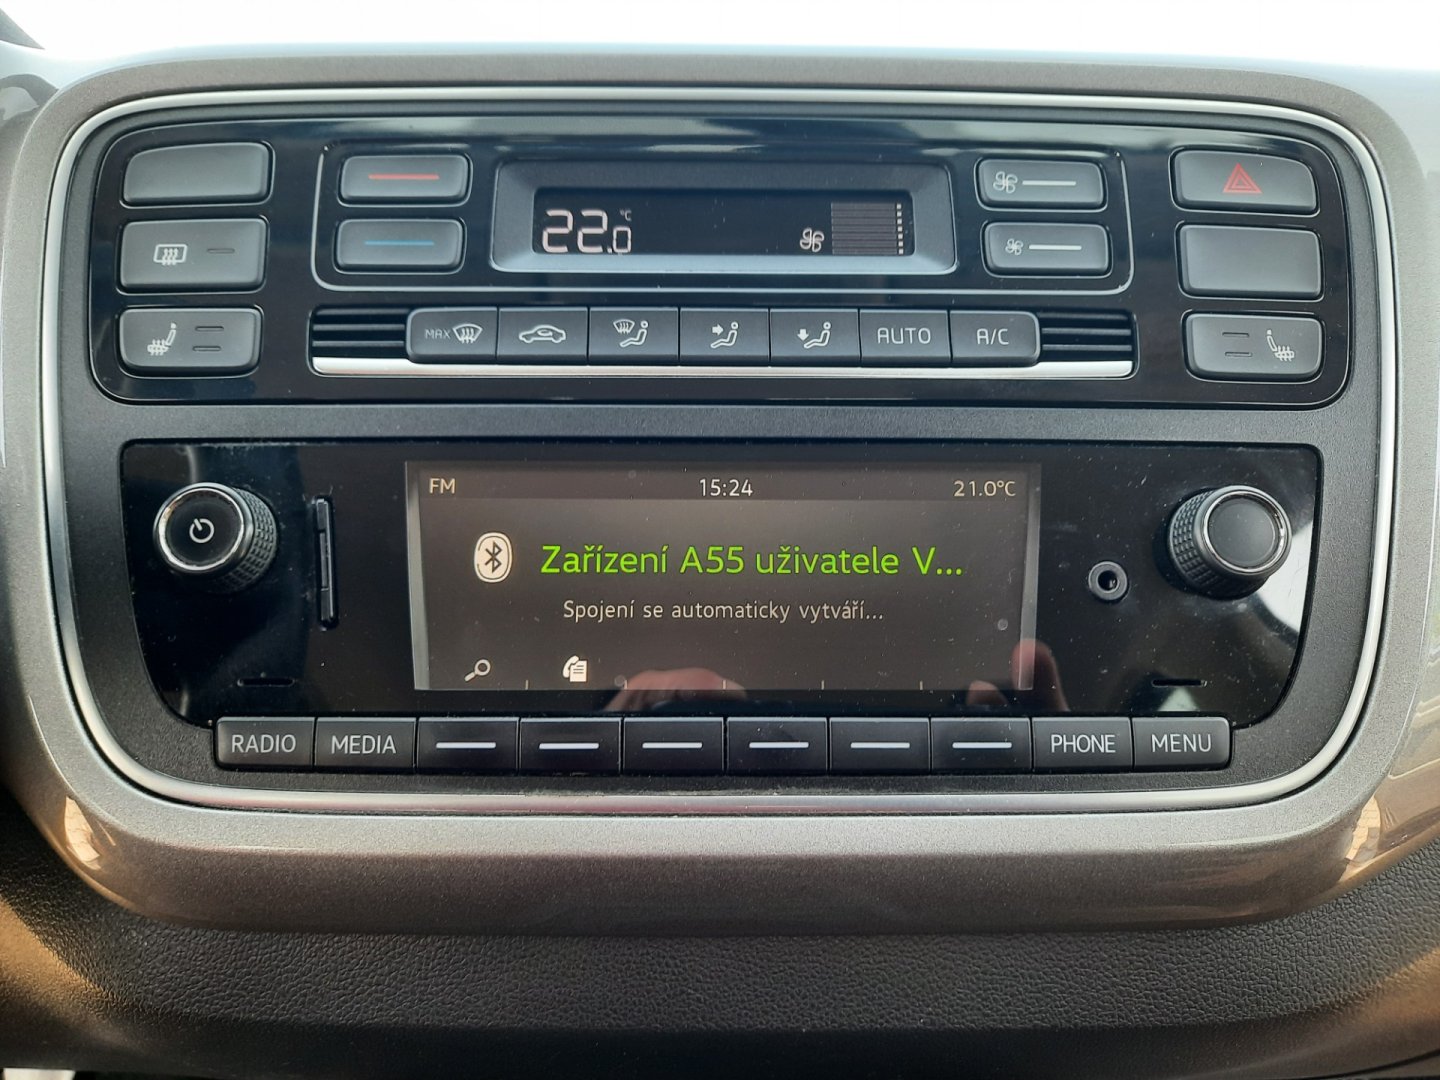 22.0 °C
MAX
AUTO
A/C
FM 15:24 21.0°C
Zařízení A55 uživatele V...
Spojení se automaticky vytváří...
RADIO MEDIA PHONE MENU